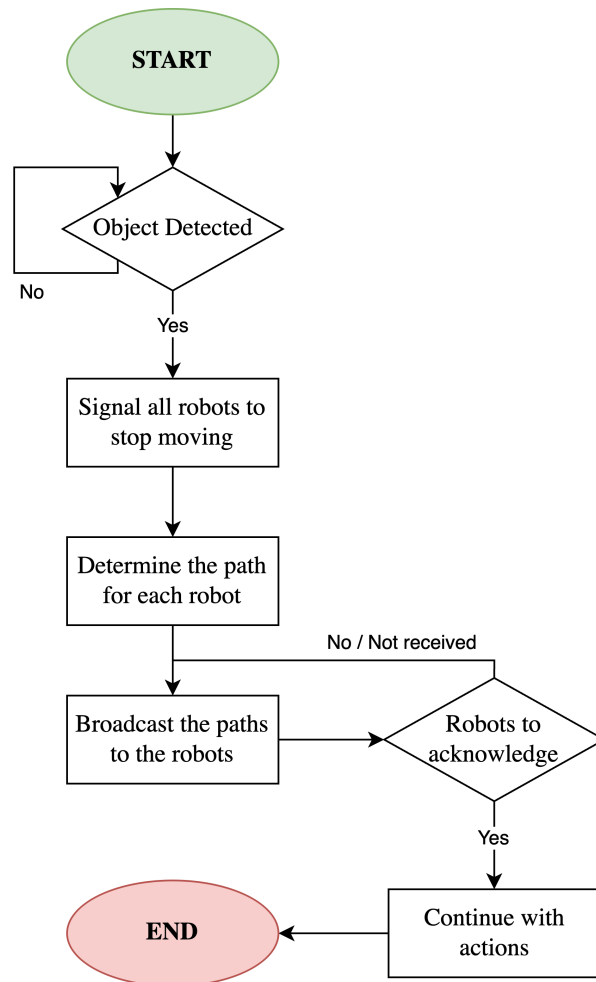 START
Object Detected
No
Yes
Signal all robots to
stop moving
Determine the path
for each robot
No / Not received
Broadcast the paths
to the robots
Robots to
acknowledge
Yes
Continue with
actions
END